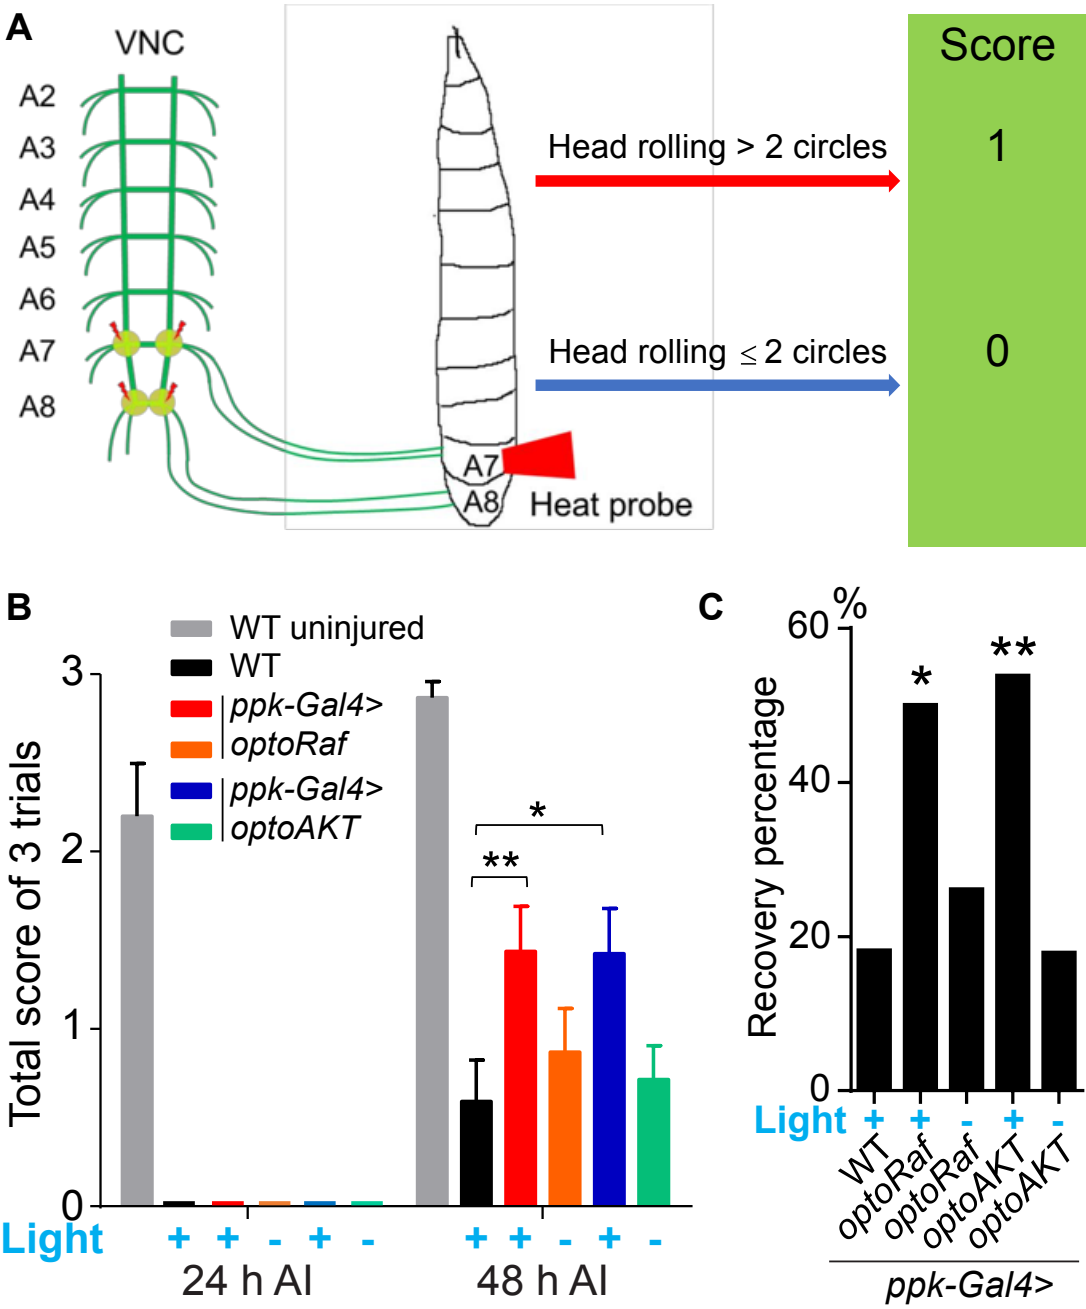 A
VNC
A2
A3
A4
A5
A6
A7
A8
A7
A8
Heat probe
Head rolling > 2 circles
Head rolling ≤ 2 circles
Score
1
0
B
WT uninjured
WT
ppk-Gal4>
optoRaf
ppk-Gal4>
optoAKT
Total score of 3 trials
3
2
1
0
*
**
Light + + - + - + + - + -
24 h AI 48 h AI
C
%
Recovery percentage
60
40
20
0
*
**
Light + + - + -
WT optoRaf optoRaf optoAKT optoAKT
ppk-Gal4>